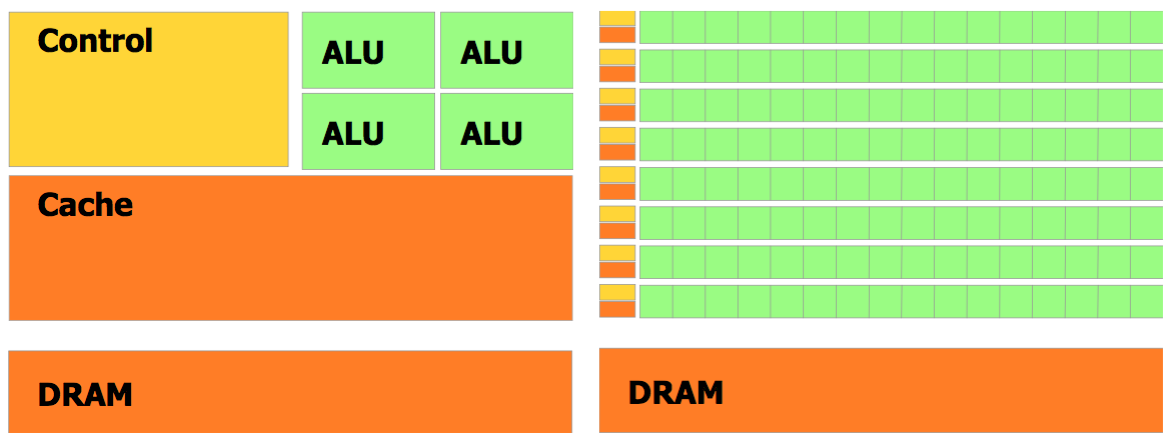 Control
ALU ALU
ALU ALU
Cache
DRAM
DRAM